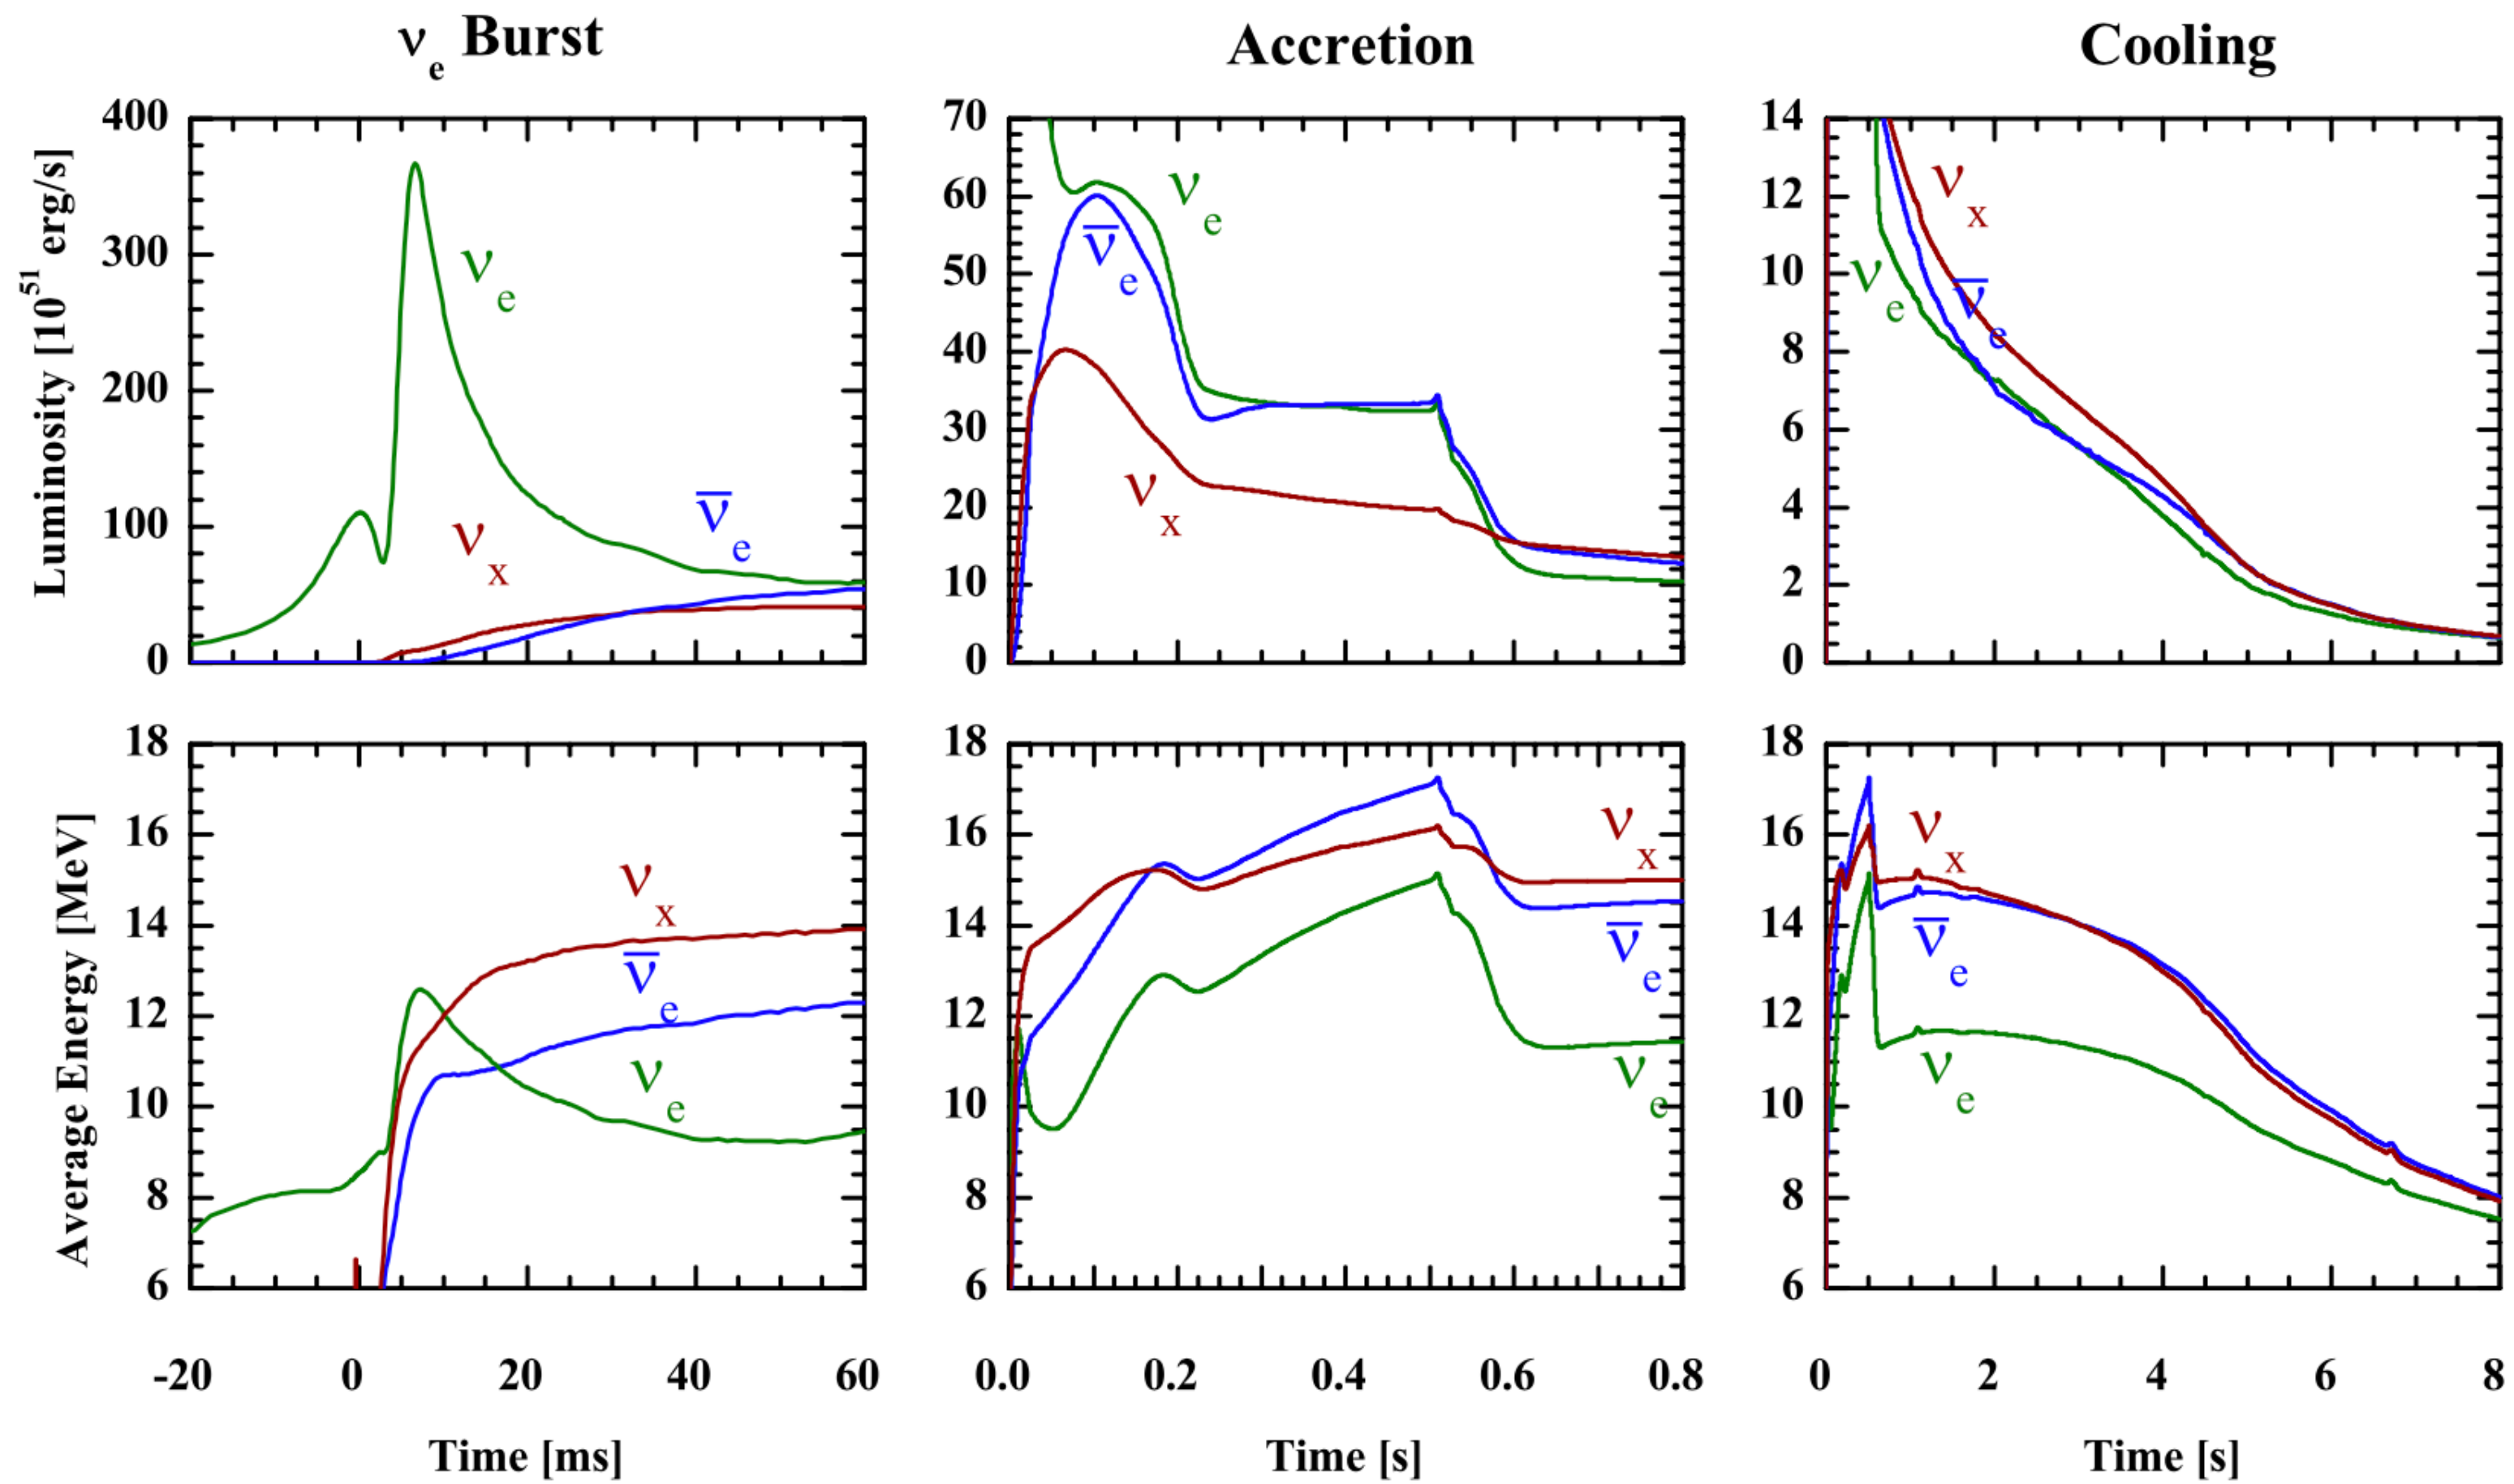 νe Burst
Accretion
Cooling
Luminosity [10^51 erg/s]
400
300
200
100
0
νe
νx
ν̅e
70
60
50
40
30
20
10
0
νe
ν̅e
νx
14
12
10
8
6
4
2
0
νx
νe
ν̅e
Average Energy [MeV]
18
16
14
12
10
8
6
νx
ν̅e
νe
18
16
14
12
10
8
6
νx
ν̅e
νe
18
16
14
12
10
8
6
νx
ν̅e
νe
-20 0 20 40 60
0.0 0.2 0.4 0.6 0.8
0 2 4 6 8
Time [ms]
Time [s]
Time [s]